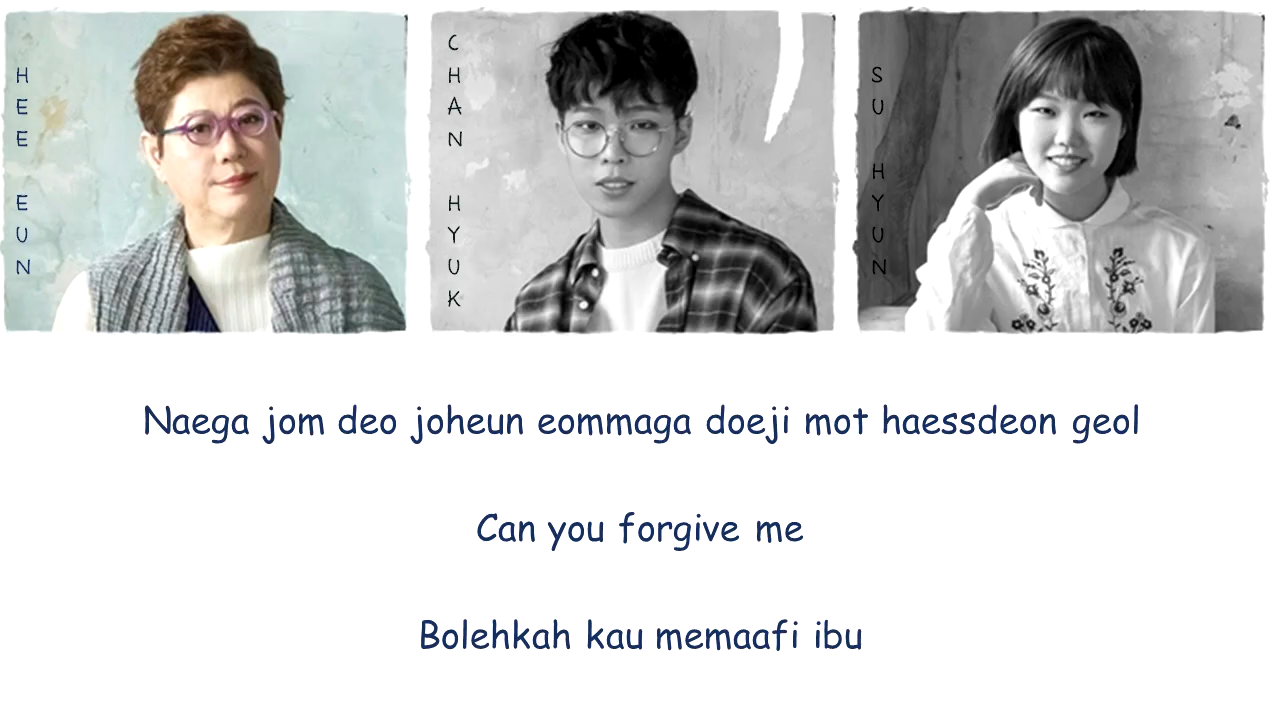 HEE EUN
CHAN HYUK
SU HYUN
Naega jom deo joheun eommaga doeji mot haessdeon geol
Can you forgive me
Bolehkah kau memaafi ibu